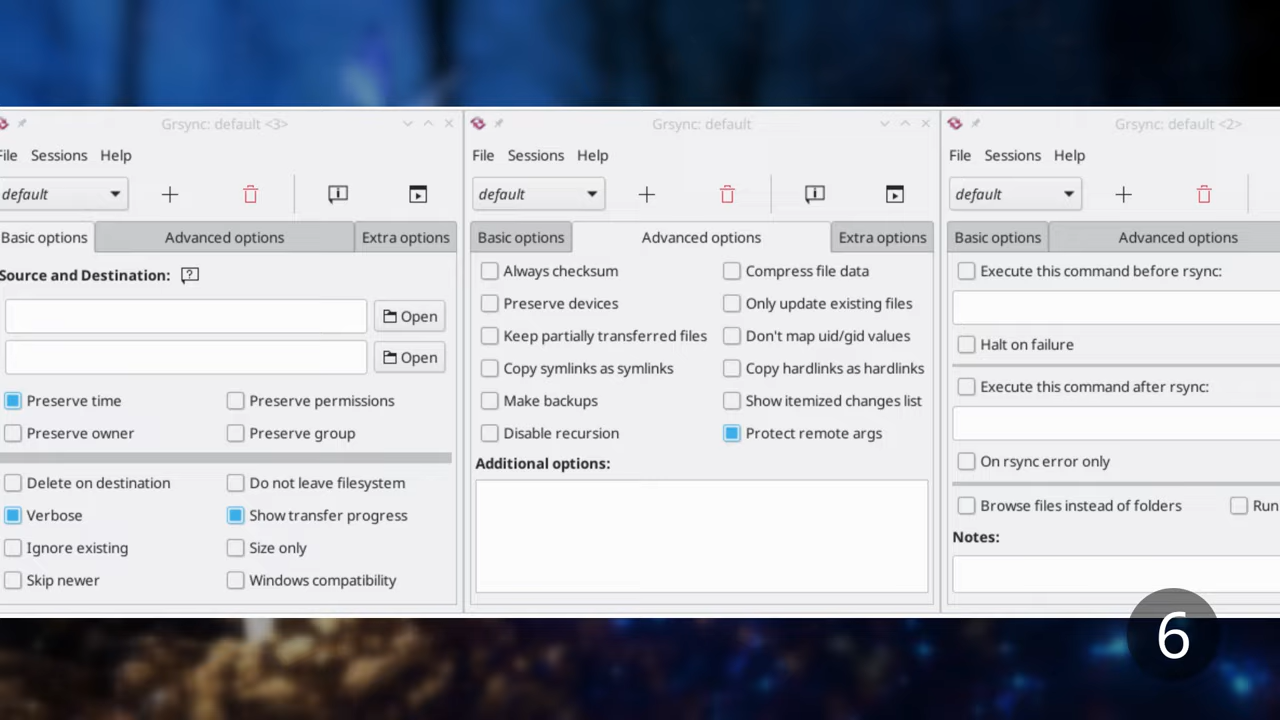 Grsync: default <3>
File Sessions Help
default
Basic options Advanced options Extra options
Source and Destination:
Open
Open
Preserve time Preserve permissions
Preserve owner Preserve group
Delete on destination Do not leave filesystem
Verbose Show transfer progress
Ignore existing Size only
Skip newer Windows compatibility
Grsync: default
File Sessions Help
default
Basic options Advanced options Extra options
Always checksum Compress file data
Preserve devices Only update existing files
Keep partially transferred files Don't map uid/gid values
Copy symlinks as symlinks Copy hardlinks as hardlinks
Make backups Show itemized changes list
Disable recursion Protect remote args
Additional options:
Grsync: default <2>
File Sessions Help
default
Basic options Advanced options
Execute this command before rsync:
Halt on failure
Execute this command after rsync:
On rsync error only
Browse files instead of folders Run
Notes:
6